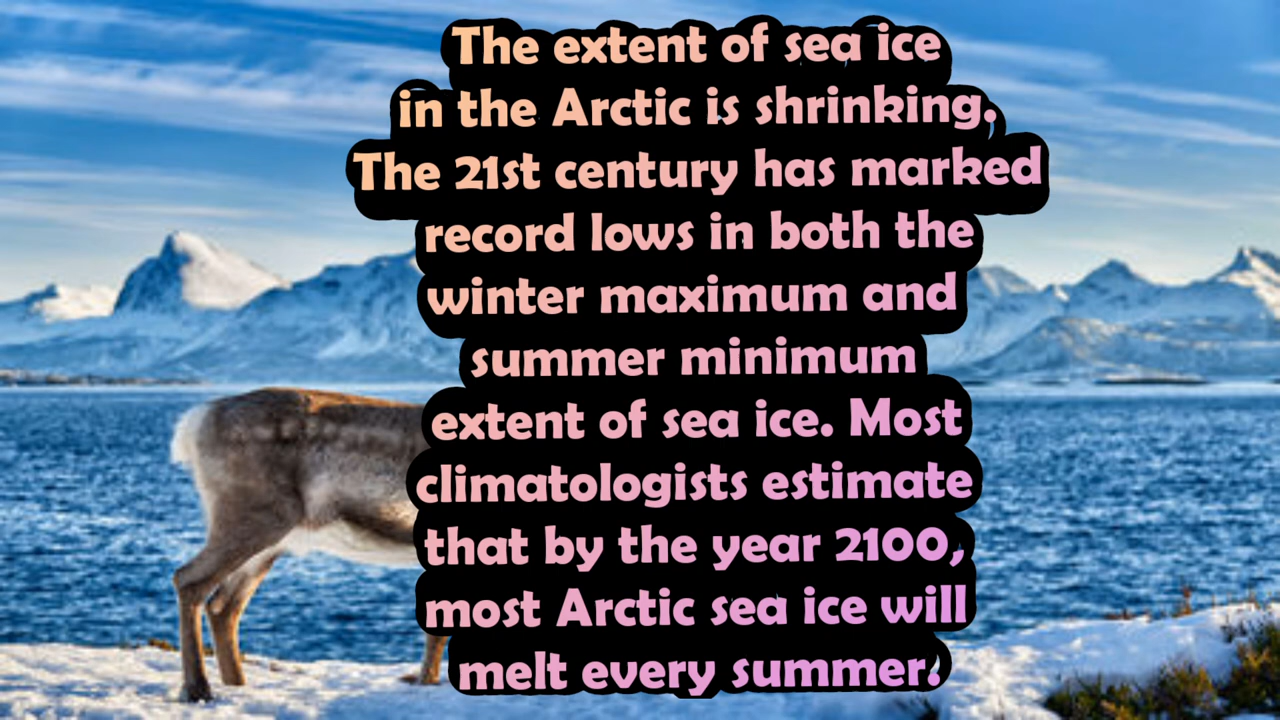 The extent of sea ice
in the Arctic is shrinking.
The 21st century has marked
record lows in both the
winter maximum and
summer minimum
extent of sea ice. Most
climatologists estimate
that by the year 2100,
most Arctic sea ice will
melt every summer.